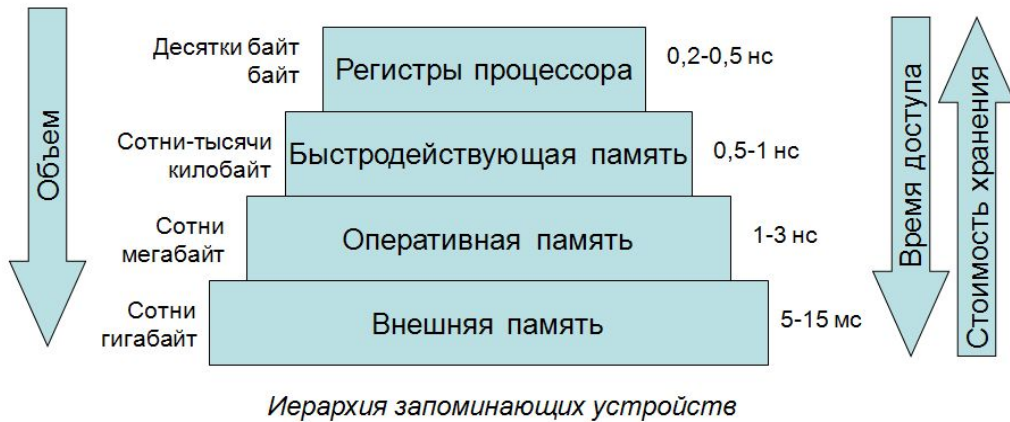 Десятки байт
байт
Регистры процессора
0,2-0,5 нс
Сотни-тысячи
килобайт
Быстродействующая память
0,5-1 нс
Сотни
мегабайт
Оперативная память
1-3 нс
Сотни
гигабайт
Внешняя память
5-15 мс
Объем
Время доступа
Стоимость хранения
Иерархия запоминающих устройств